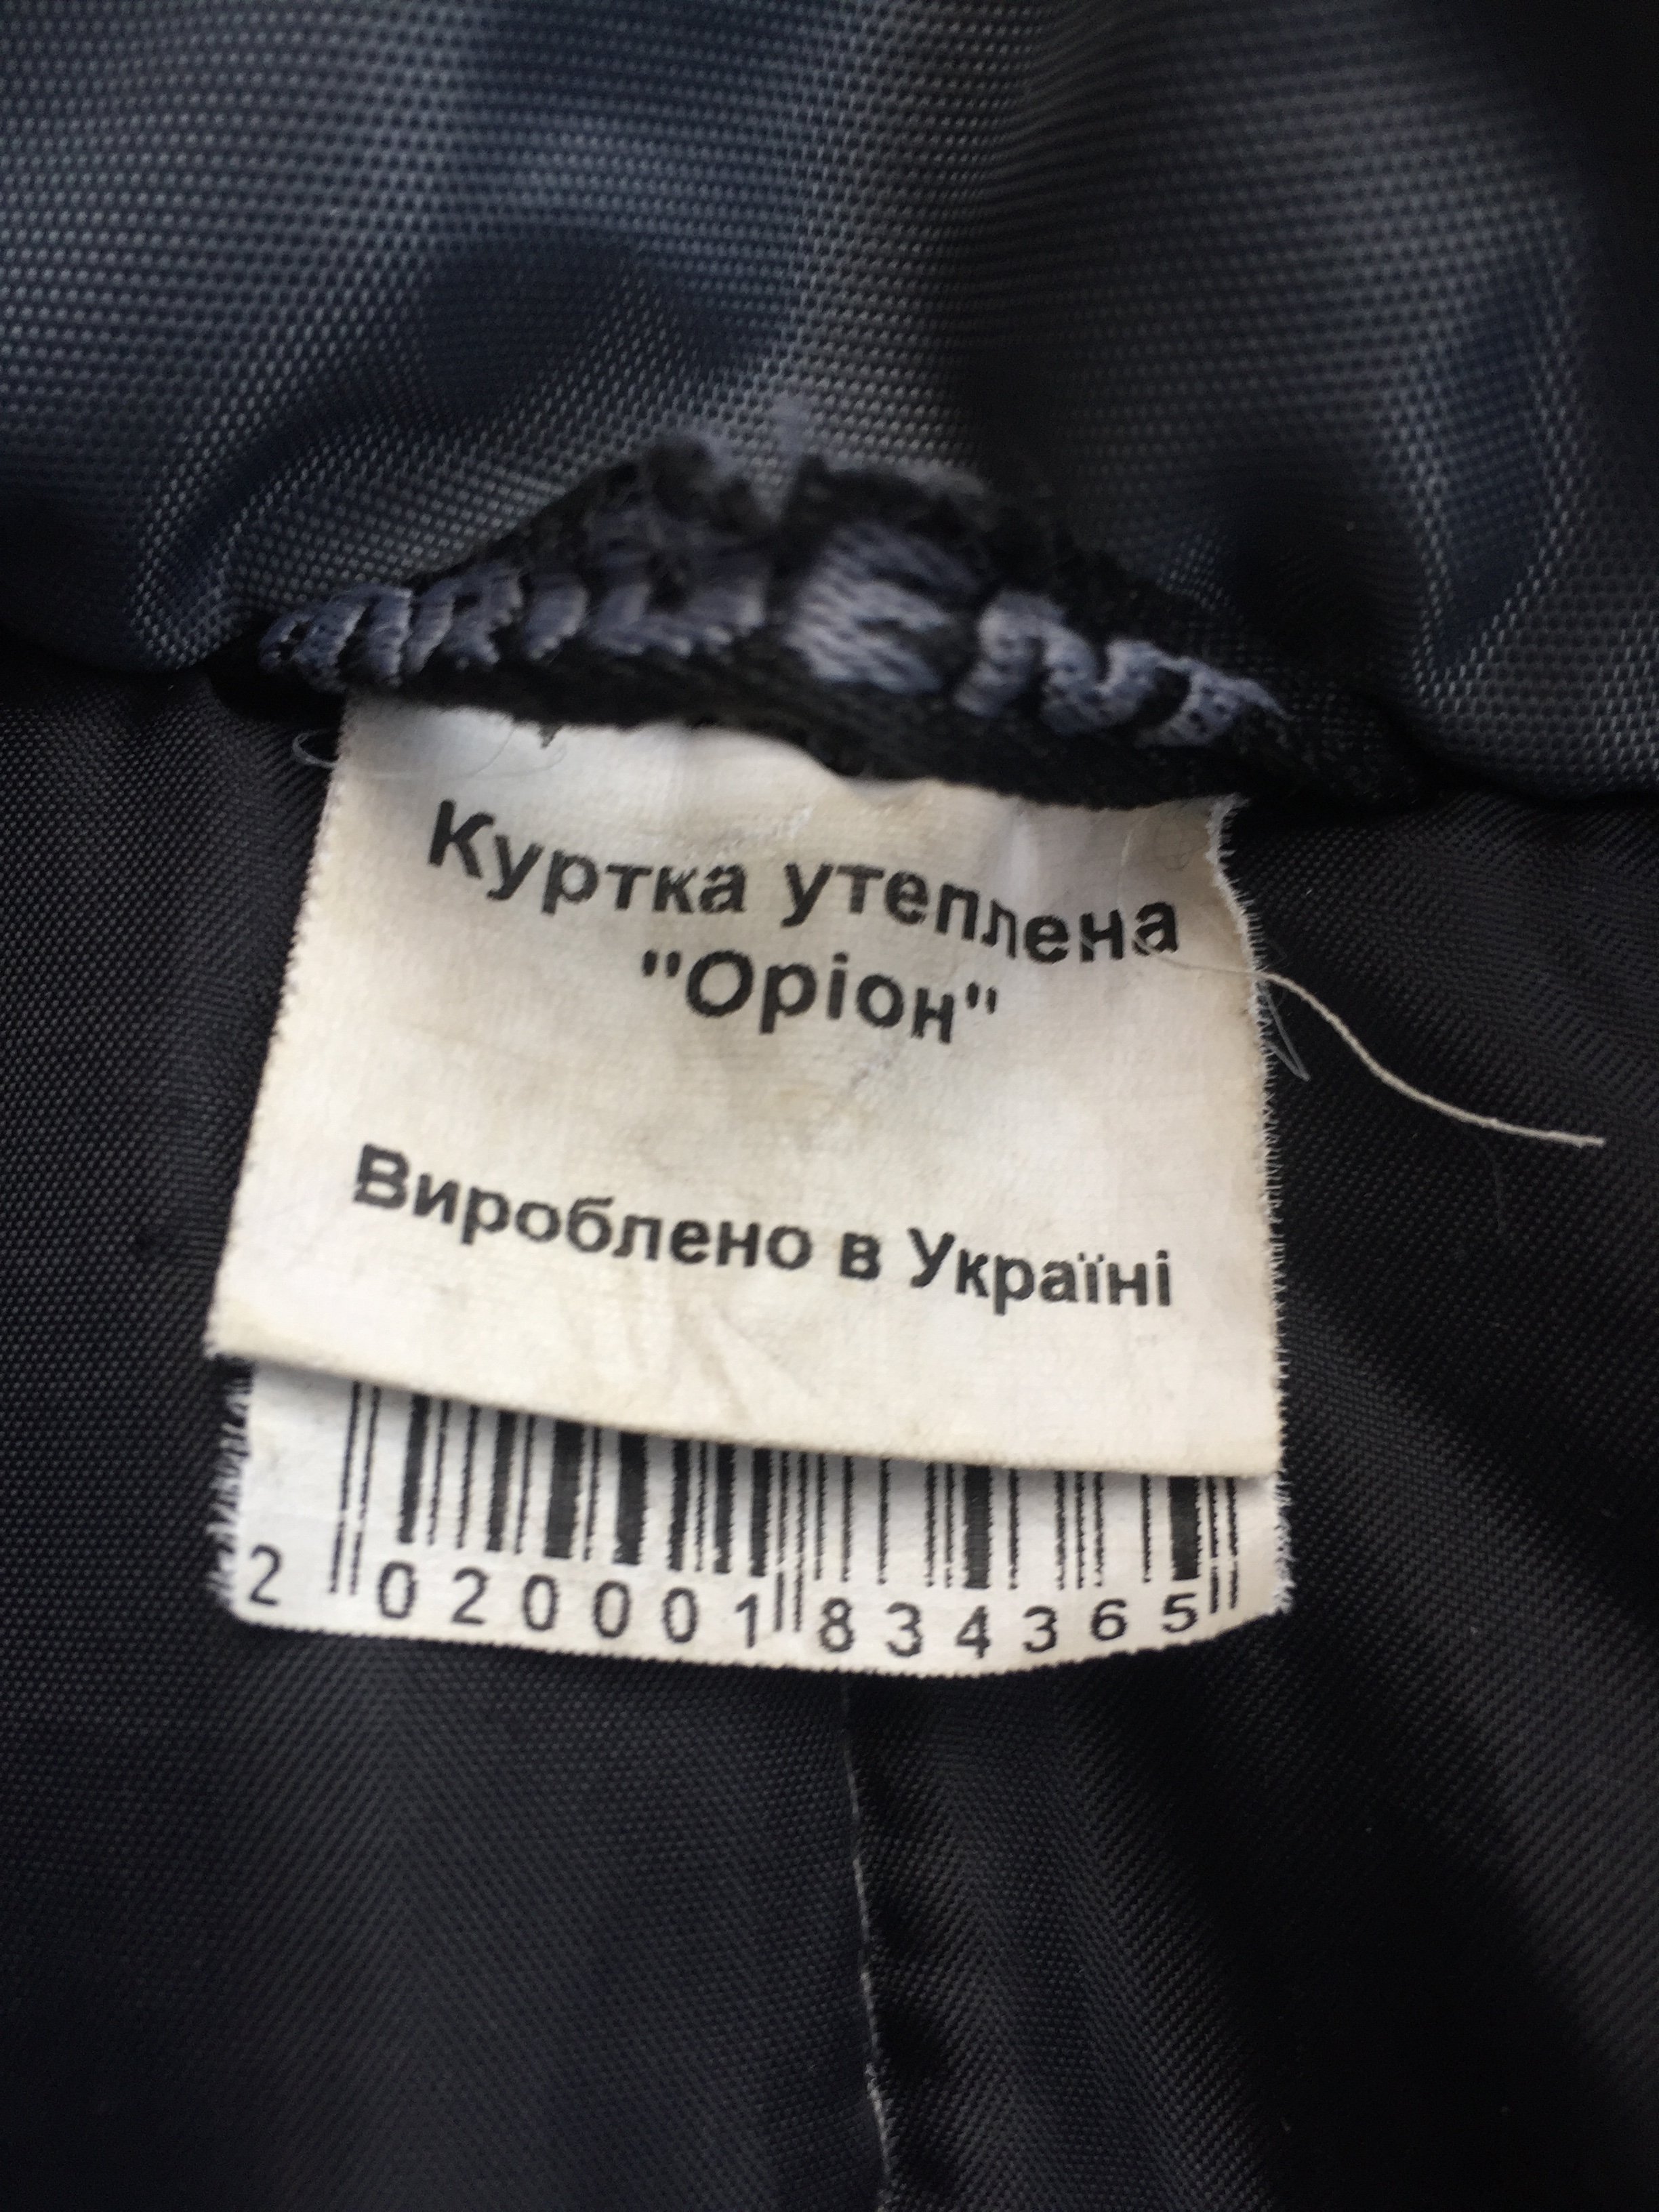 Куртка утеплена
"Оріон"
Вироблено в Україні
2 020001 834365